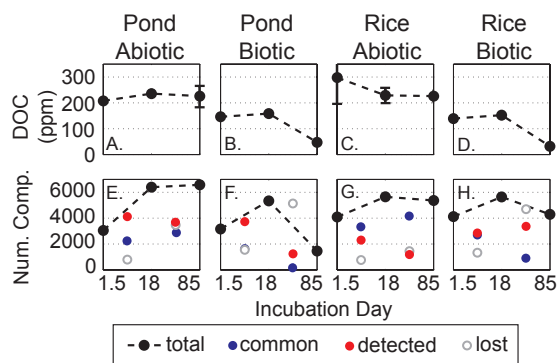 Pond Abiotic
Pond Biotic
Rice Abiotic
Rice Biotic
DOC (ppm)
300
200
100
0
A.
B.
C.
D.
Num. Comp.
6000
4000
2000
0
E.
F.
G.
H.
1.5 18 85
1.5 18 85
1.5 18 85
1.5 18 85
Incubation Day
total common detected lost